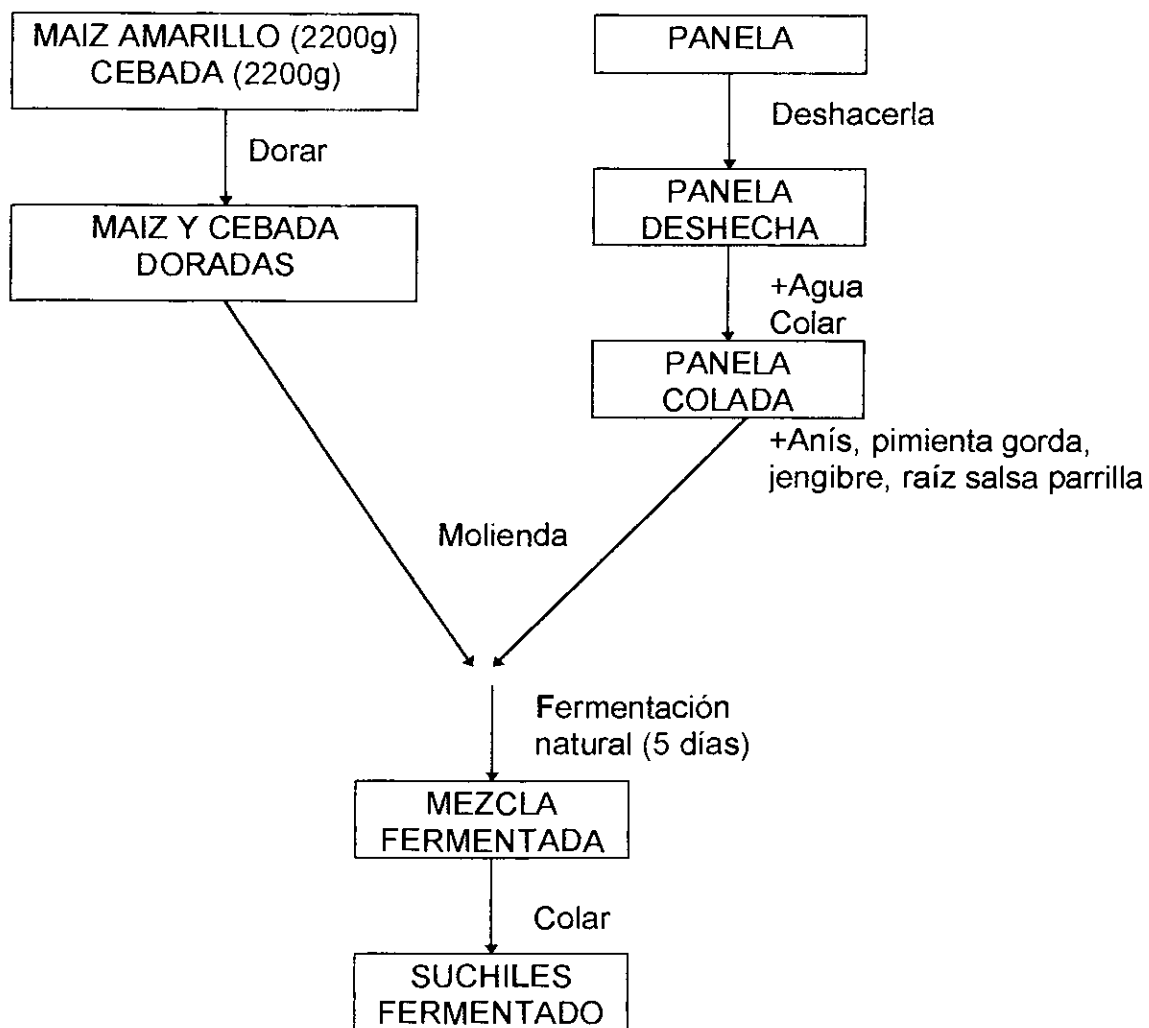 MAIZ AMARILLO (2200g)
CEBADA (2200g)
Dorar
MAIZ Y CEBADA
DORADAS
PANELA
Deshacerla
PANELA
DESHECHA
+Agua
Colar
PANELA
COLADA
+Anís, pimienta gorda,
jengibre, raíz salsa parrilla
Molienda
Fermentación
natural (5 días)
MEZCLA
FERMENTADA
Colar
SUCHILES
FERMENTADO